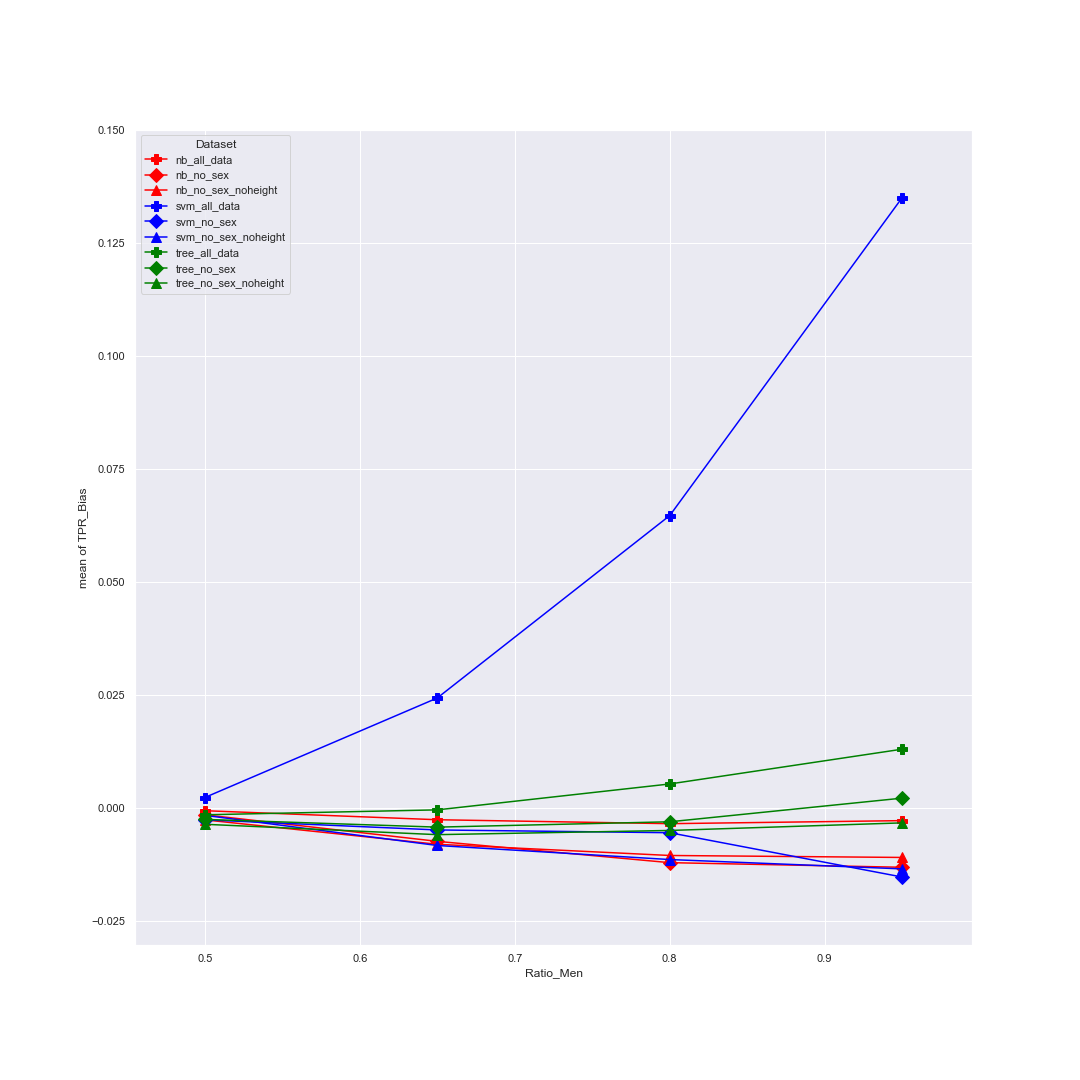 0.150
0.125
0.100
0.075
0.050
0.025
0.000
−0.025
mean of TPR_Bias
Dataset
nb_all_data
nb_no_sex
nb_no_sex_noheight
svm_all_data
svm_no_sex
svm_no_sex_noheight
tree_all_data
tree_no_sex
tree_no_sex_noheight
0.5 0.6 0.7 0.8 0.9
Ratio_Men